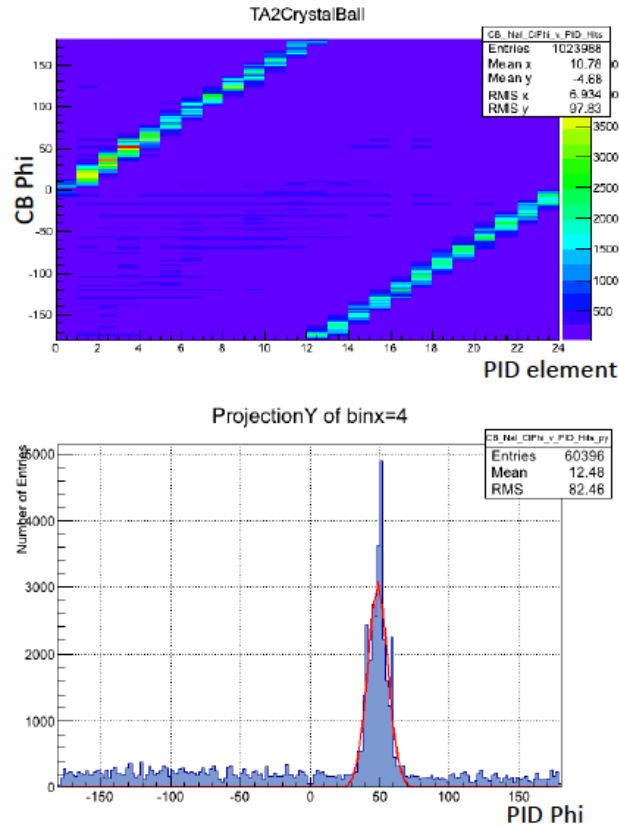 TA2CrystalBall
CB_NaI_ClPhi_v_PID_Hits
Entries 1023988
Mean x 10.78
Mean y -4.68
RMS x 6.934
RMS y 97.83
CB Phi
150
100
50
0
-50
-100
-150
3500
3000
2500
2000
1500
1000
500
0 2 4 6 8 10 12 14 16 18 20 22 24
PID element
ProjectionY of binx=4
CB_NaI_ClPhi_v_PID_Hits_py
Entries 60396
Mean 12.48
RMS 82.46
Number of Entries
5000
4000
3000
2000
1000
0
-150 -100 -50 0 50 100 150
PID Phi